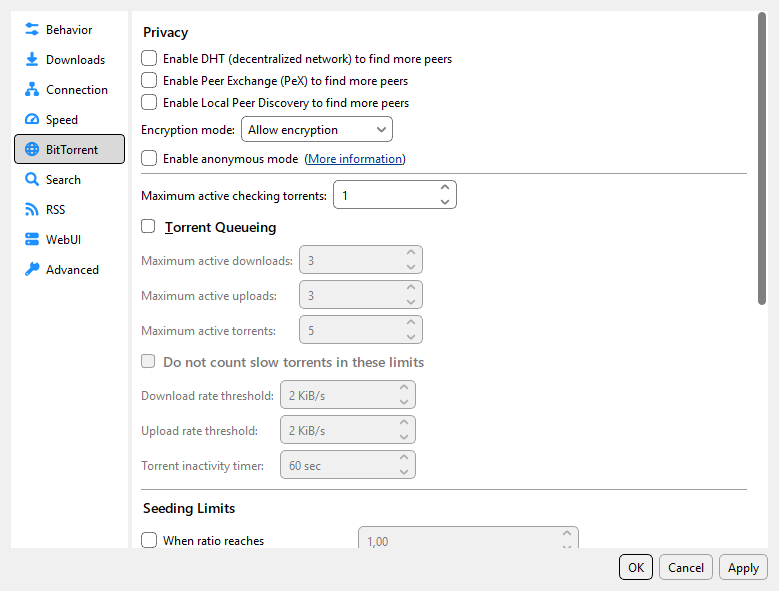 Behavior
Downloads
Connection
Speed
BitTorrent
Search
RSS
WebUI
Advanced
Privacy
Enable DHT (decentralized network) to find more peers
Enable Peer Exchange (PeX) to find more peers
Enable Local Peer Discovery to find more peers
Encryption mode: Allow encryption
Enable anonymous mode (More information)
Maximum active checking torrents: 1
Torrent Queueing
Maximum active downloads: 3
Maximum active uploads: 3
Maximum active torrents: 5
Do not count slow torrents in these limits
Download rate threshold: 2 KiB/s
Upload rate threshold: 2 KiB/s
Torrent inactivity timer: 60 sec
Seeding Limits
When ratio reaches 1,00
OK Cancel Apply